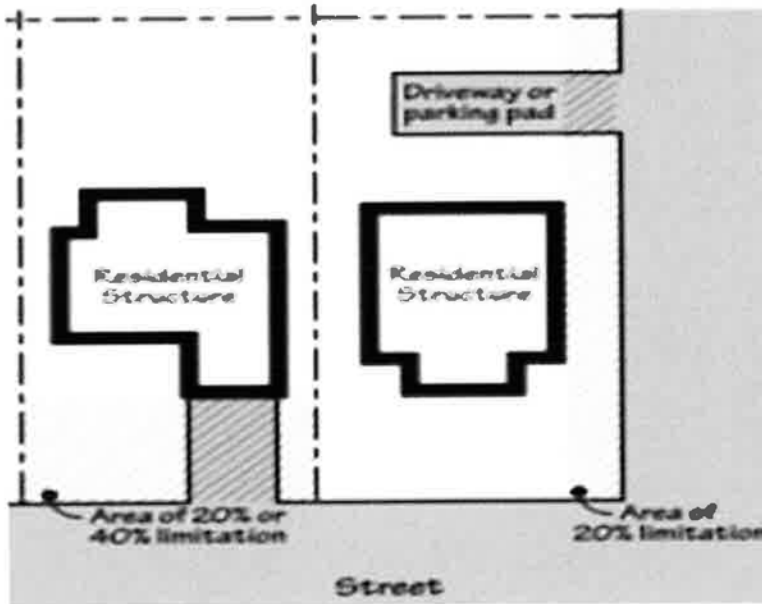 Driveway or
parking pad
Residential
Structure
Residential
Structure
Area of 20% or
40% limitation
Area of
20% limitation
Street